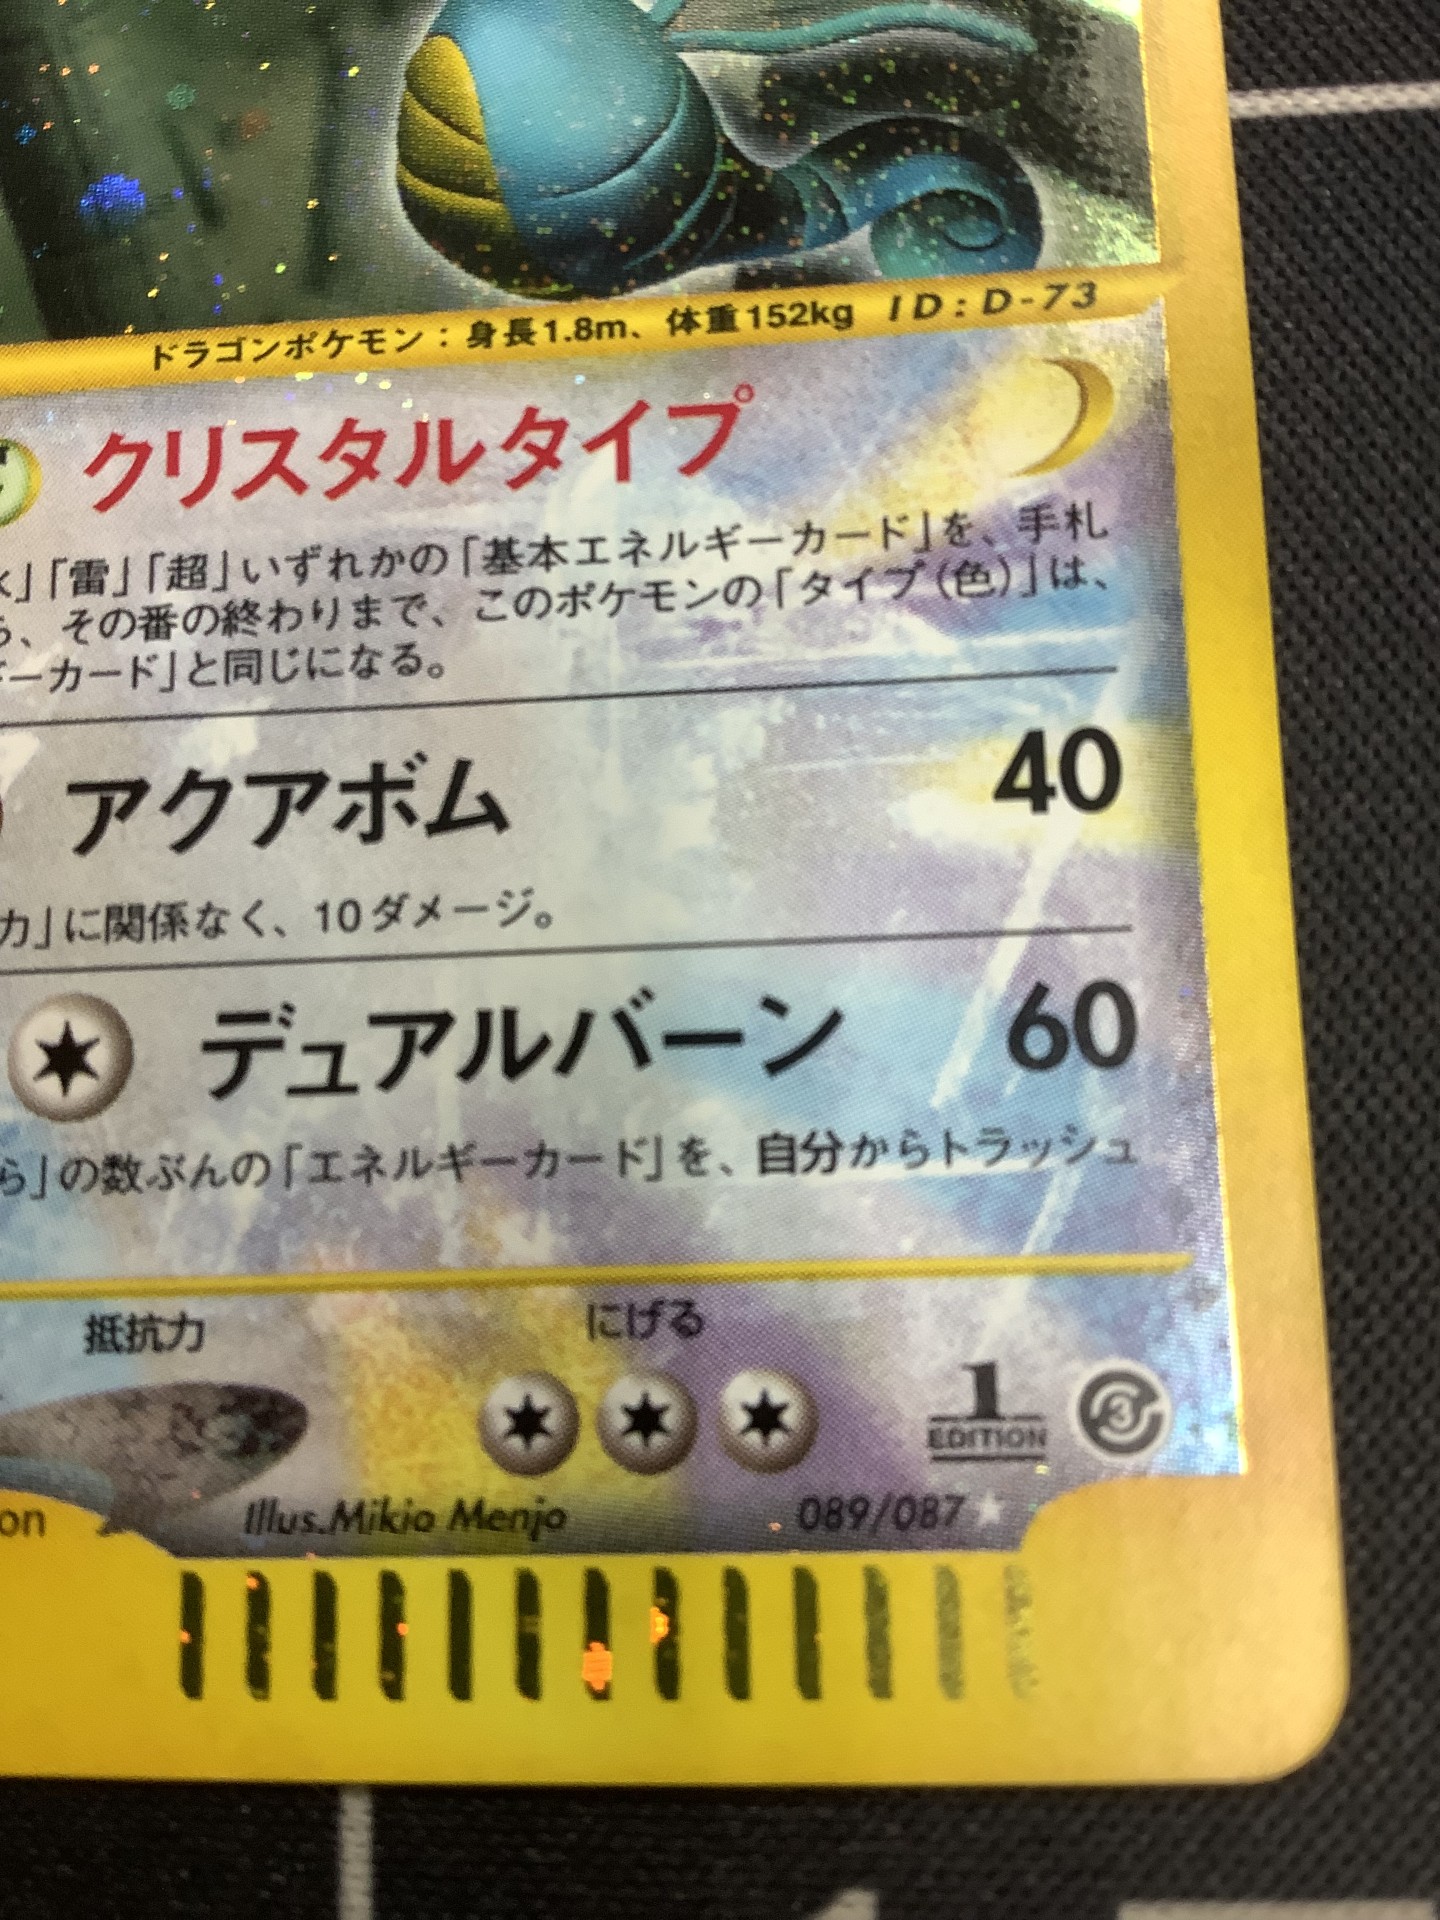 ドラゴンポケモン：身長1.8m、体重152kg ID：D-73
クリスタルタイプ
」「雷」「超」いずれかの「基本エネルギーカード」を、手札
、その番の終わりまで、このポケモンの「タイプ（色）」は、
ーカード」と同じになる。
アクアボム 40
力」に関係なく、10ダメージ。
デュアルバーン 60
ら」の数ぶんの「エネルギーカード」を、自分からトラッシュ
抵抗力 にげる
1 EDITION 3
on Illus.Mikio Menjo 089/087 ★